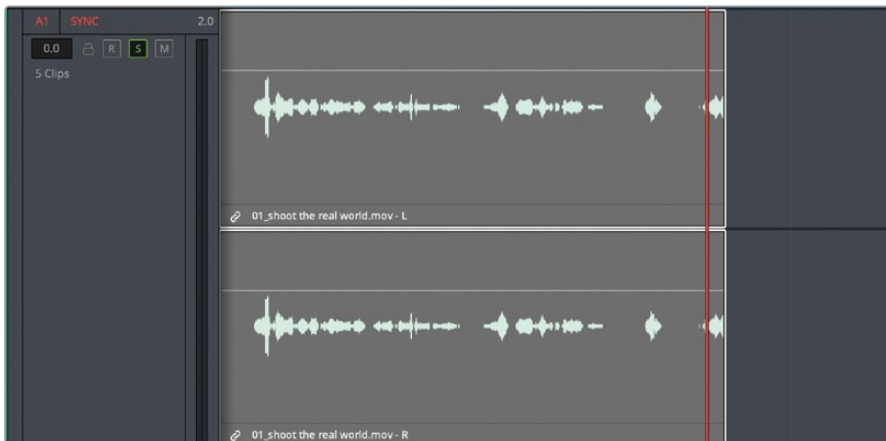 A1 SYNC 2.0
0.0 R S M
5 Clips
01_shoot the real world.mov - L
01_shoot the real world.mov - R